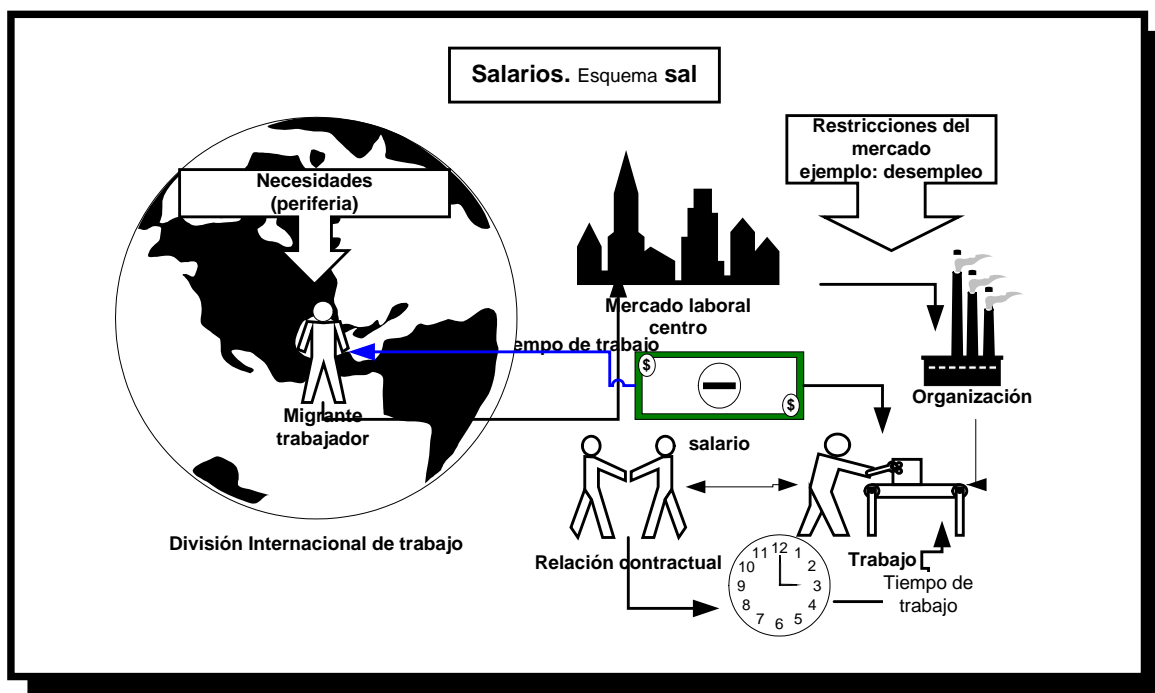 Salarios. Esquema sal
Restricciones del
mercado
ejemplo: desempleo
Necesidades
(periferia)
Mercado laboral
centro
empo de trabajo
$
$
Organización
Migrante
trabajador
salario
División Internacional de trabajo
Relación contractual
Trabajo
Tiempo de
trabajo
12
1
2
3
4
5
6
7
8
9
10
11